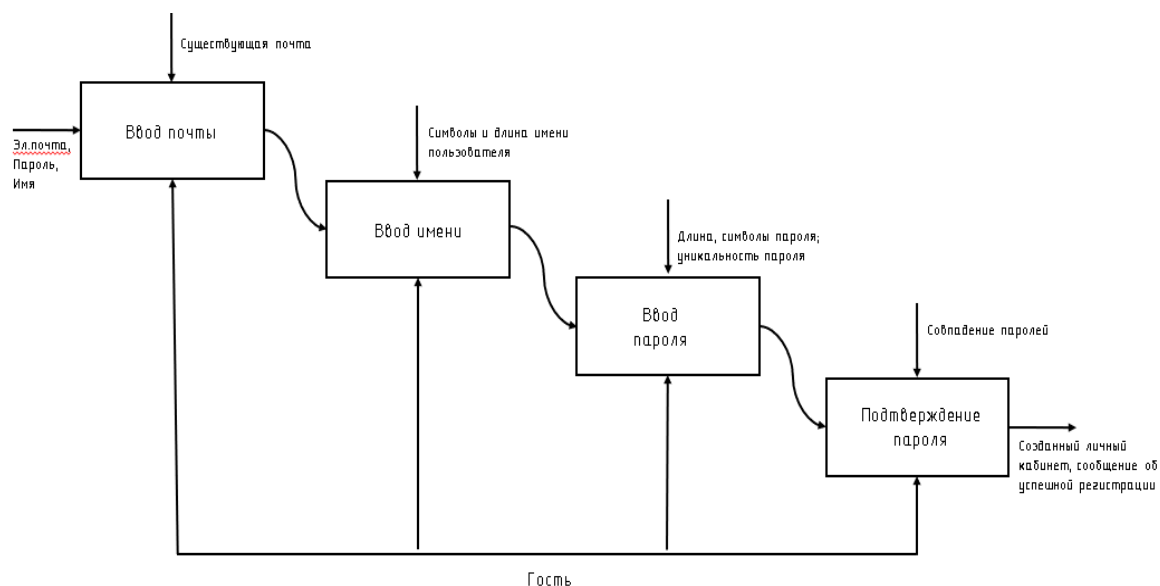 Существующая почта
Ввод почты
Эл.почта,
Пароль,
Имя
Символы и длина имени
пользователя
Ввод имени
Длина, символы пароля;
уникальность пароля
Ввод
пароля
Совпадение паролей
Подтверждение
пароля
Созданный личный
кабинет, сообщение об
успешной регистрации
Гость